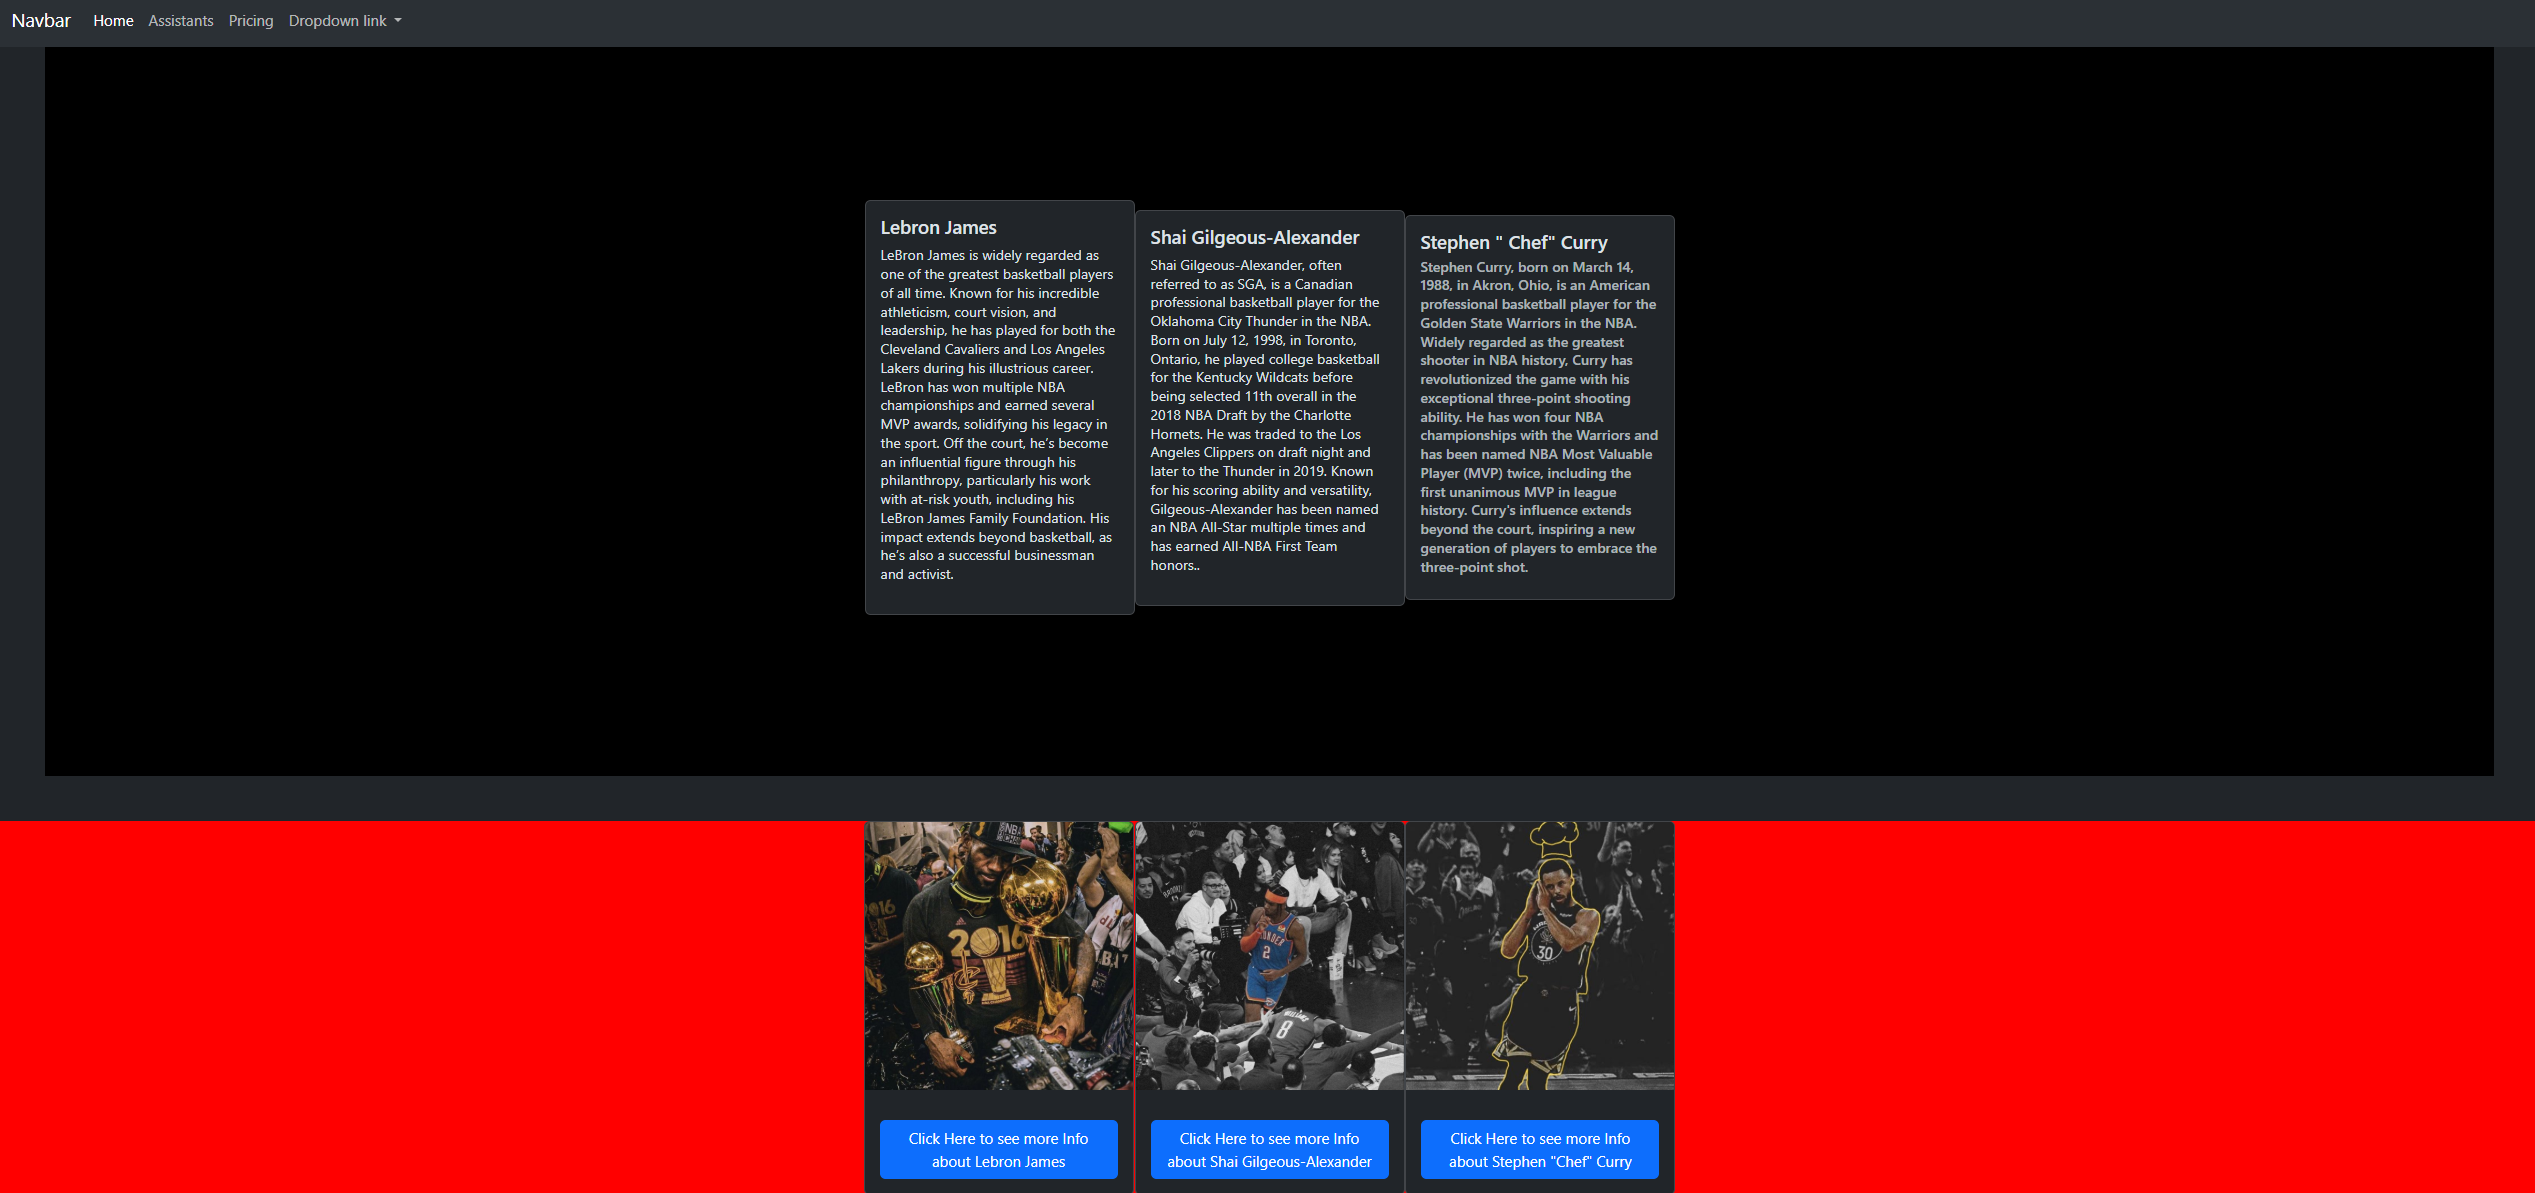 Navbar Home Assistants Pricing Dropdown link
Lebron James
LeBron James is widely regarded as
one of the greatest basketball players
of all time. Known for his incredible
athleticism, court vision, and
leadership, he has played for both the
Cleveland Cavaliers and Los Angeles
Lakers during his illustrious career.
LeBron has won multiple NBA
championships and earned several
MVP awards, solidifying his legacy in
the sport. Off the court, he’s become
an influential figure through his
philanthropy, particularly his work
with at-risk youth, including his
LeBron James Family Foundation. His
impact extends beyond basketball, as
he’s also a successful businessman
and activist.
Shai Gilgeous-Alexander
Shai Gilgeous-Alexander, often
referred to as SGA, is a Canadian
professional basketball player for the
Oklahoma City Thunder in the NBA.
Born on July 12, 1998, in Toronto,
Ontario, he played college basketball
for the Kentucky Wildcats before
being selected 11th overall in the
2018 NBA Draft by the Charlotte
Hornets. He was traded to the Los
Angeles Clippers on draft night and
later to the Thunder in 2019. Known
for his scoring ability and versatility,
Gilgeous-Alexander has been named
an NBA All-Star multiple times and
has earned All-NBA First Team
honors..
Stephen " Chef" Curry
Stephen Curry, born on March 14,
1988, in Akron, Ohio, is an American
professional basketball player for the
Golden State Warriors in the NBA.
Widely regarded as the greatest
shooter in NBA history, Curry has
revolutionized the game with his
exceptional three-point shooting
ability. He has won four NBA
championships with the Warriors and
has been named NBA Most Valuable
Player (MVP) twice, including the
first unanimous MVP in league
history. Curry's influence extends
beyond the court, inspiring a new
generation of players to embrace the
three-point shot.
NBA
2016
2016
2
8
30
Click Here to see more Info
about Lebron James
Click Here to see more Info
about Shai Gilgeous-Alexander
Click Here to see more Info
about Stephen "Chef" Curry